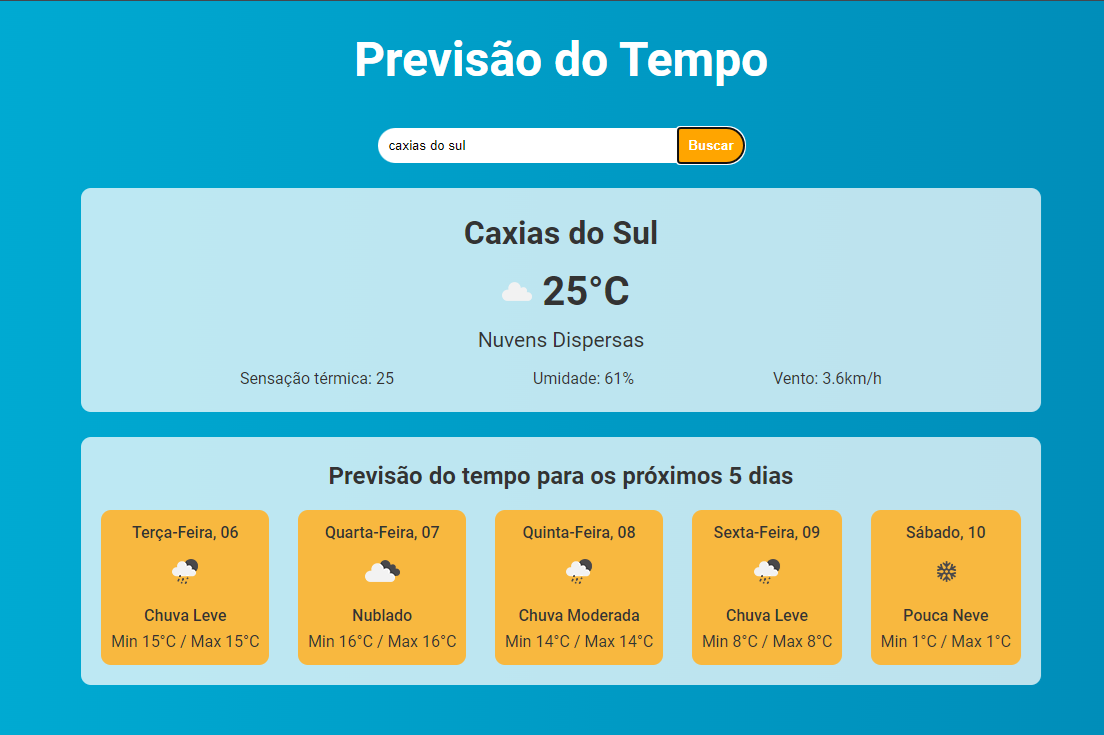 Previsão do Tempo
caxias do sul
Buscar
Caxias do Sul
25°C
Nuvens Dispersas
Sensação térmica: 25
Umidade: 61%
Vento: 3.6km/h
Previsão do tempo para os próximos 5 dias
Terça-Feira, 06
Chuva Leve
Min 15°C / Max 15°C
Quarta-Feira, 07
Nublado
Min 16°C / Max 16°C
Quinta-Feira, 08
Chuva Moderada
Min 14°C / Max 14°C
Sexta-Feira, 09
Chuva Leve
Min 8°C / Max 8°C
Sábado, 10
Pouca Neve
Min 1°C / Max 1°C